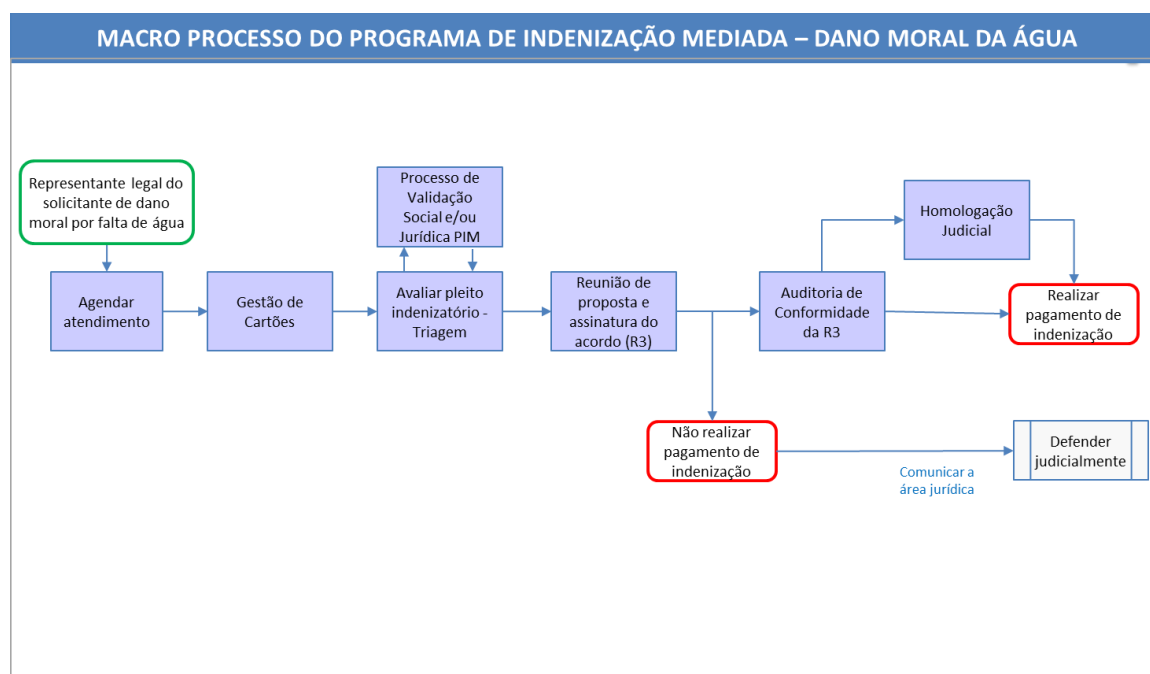 MACRO PROCESSO DO PROGRAMA DE INDENIZAÇÃO MEDIADA – DANO MORAL DA ÁGUA
Representante legal do
solicitante de dano
moral por falta de água
Processo de
Validação
Social e/ou
Jurídica PIM
Homologação
Judicial
Agendar
atendimento
Gestão de
Cartões
Avaliar pleito
indenizatório -
Triagem
Reunião de
proposta e
assinatura do
acordo (R3)
Auditoria de
Conformidade
da R3
Realizar
pagamento de
indenização
Não realizar
pagamento de
indenização
Comunicar a
área jurídica
Defender
judicialmente